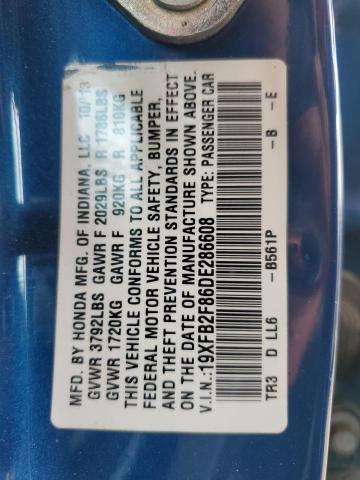 MFD. BY HONDA MFG. OF INDIANA, LLC 10/13
GVWR 3792LBS GAWR F 2029LBS R 1786LBS
GVWR 1720KG GAWR F 920KG R 810KG
THIS VEHICLE CONFORMS TO ALL APPLICABLE
FEDERAL MOTOR VEHICLE SAFETY, BUMPER,
AND THEFT PREVENTION STANDARDS IN EFFECT
ON THE DATE OF MANUFACTURE SHOWN ABOVE.
V.I.N.:19XFB2F86DE286608 TYPE: PASSENGER CAR
TR3 D LL6 -B561P -B -E